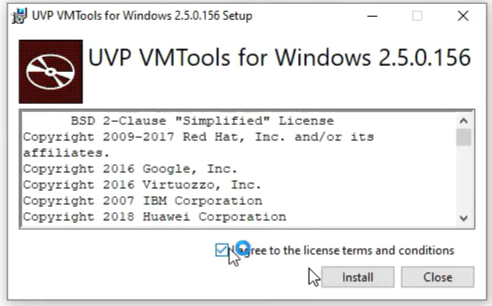 UVP VMTools for Windows 2.5.0.156 Setup
UVP VMTools for Windows 2.5.0.156
BSD 2-Clause "Simplified" License
Copyright 2009-2017 Red Hat, Inc. and/or its
affiliates.
Copyright 2016 Google, Inc.
Copyright 2016 Virtuozzo, Inc.
Copyright 2007 IBM Corporation
Copyright 2018 Huawei Corporation
I agree to the license terms and conditions
Install
Close